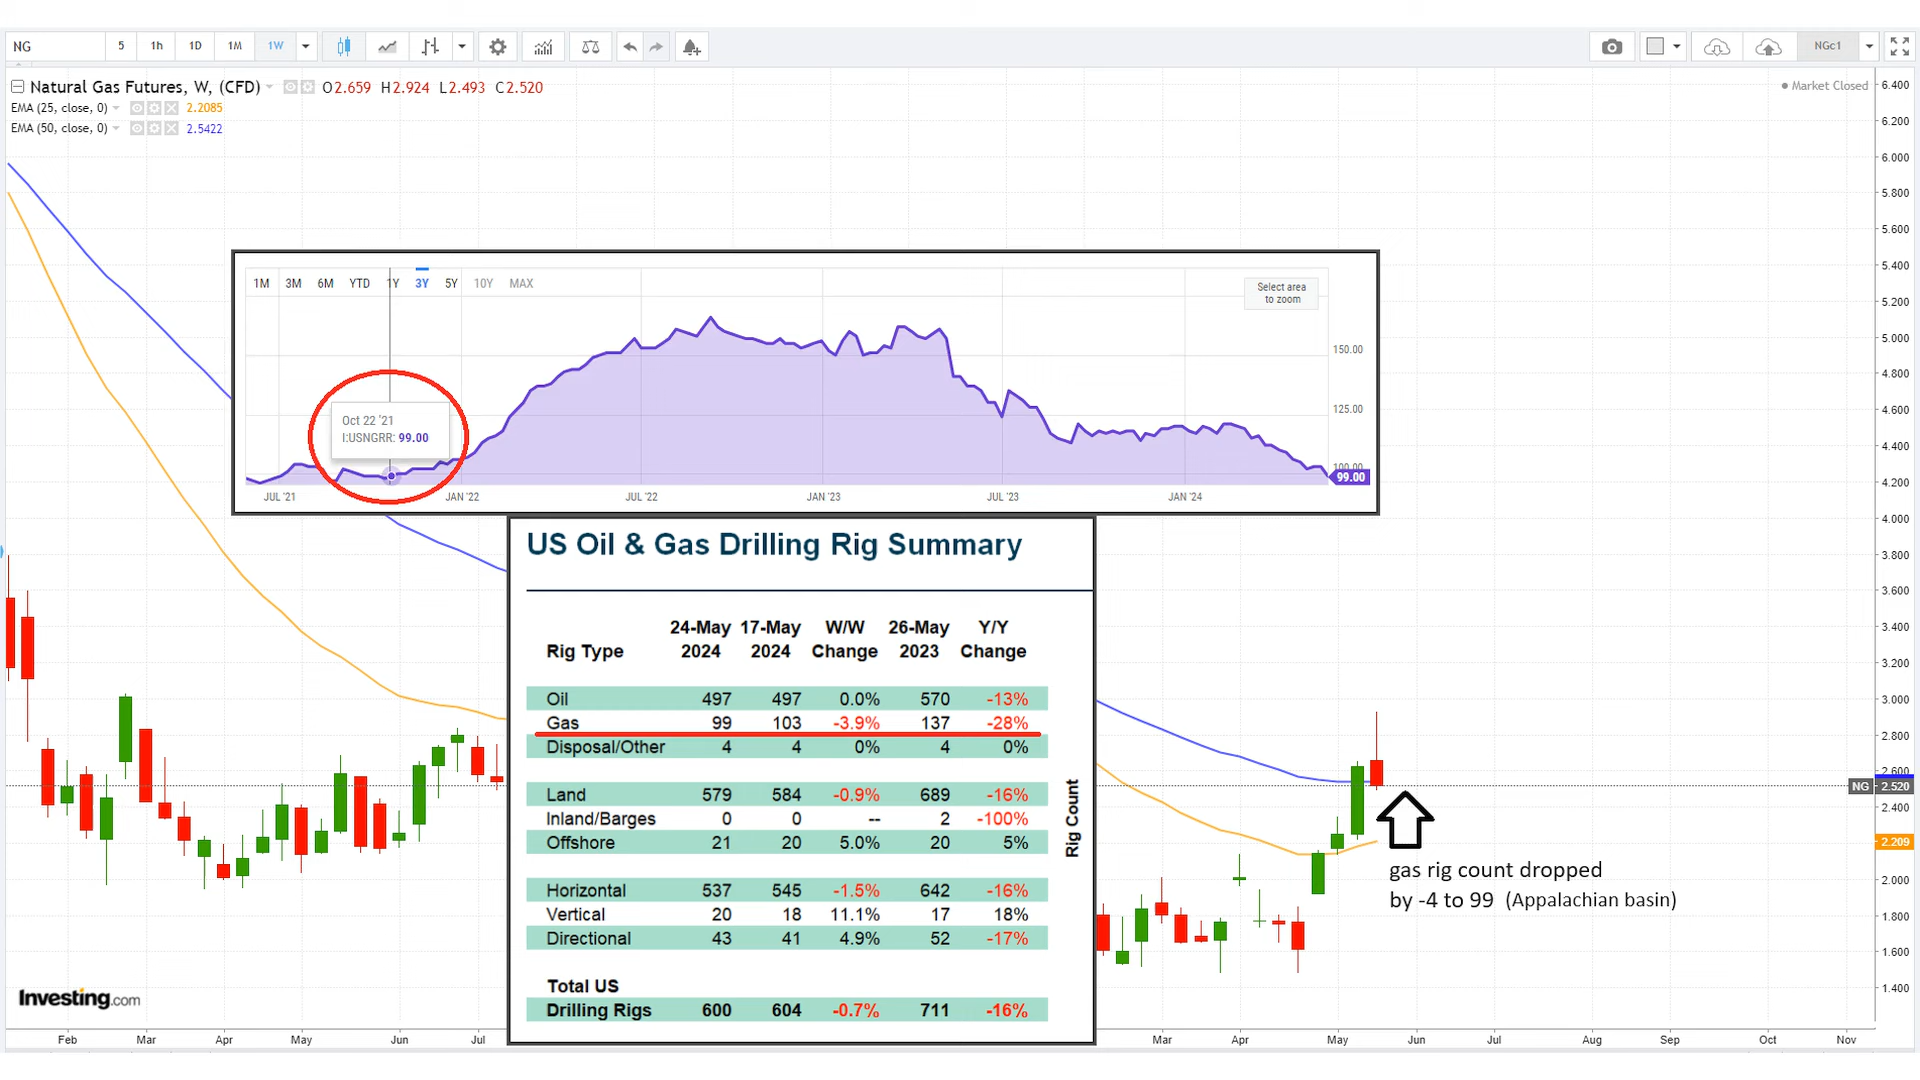 NG 5 1h 1D 1M 1W NGc1
Natural Gas Futures, W, (CFD) O2.659 H2.924 L2.493 C2.520
Market Closed
EMA (25, close, 0) 2.2085
EMA (50, close, 0) 2.5422
6.400
6.200
6.000
5.800
5.600
5.400
5.200
5.000
4.800
4.600
4.400
4.200
4.000
3.800
3.600
3.400
3.200
3.000
2.800
2.600
NG 2.520
2.400
2.209
2.000
1.800
1.600
1.400
1M 3M 6M YTD 1Y 3Y 5Y 10Y MAX
Select area
to zoom
150.00
125.00
100.00
99.00
Oct 22 '21
I:USNGRR: 99.00
JUL '21 JAN '22 JUL '22 JAN '23 JUL '23 JAN '24
US Oil & Gas Drilling Rig Summary
24-May 17-May W/W 26-May Y/Y
Rig Type 2024 2024 Change 2023 Change
Oil 497 497 0.0% 570 -13%
Gas 99 103 -3.9% 137 -28%
Disposal/Other 4 4 0% 4 0%
Land 579 584 -0.9% 689 -16%
Inland/Barges 0 0 -- 2 -100%
Offshore 21 20 5.0% 20 5%
Horizontal 537 545 -1.5% 642 -16%
Vertical 20 18 11.1% 17 18%
Directional 43 41 4.9% 52 -17%
Total US
Drilling Rigs 600 604 -0.7% 711 -16%
Rig Count
gas rig count dropped
by -4 to 99 (Appalachian basin)
Investing.com
Feb Mar Apr May Jun Jul Mar Apr May Jun Jul Aug Sep Oct Nov